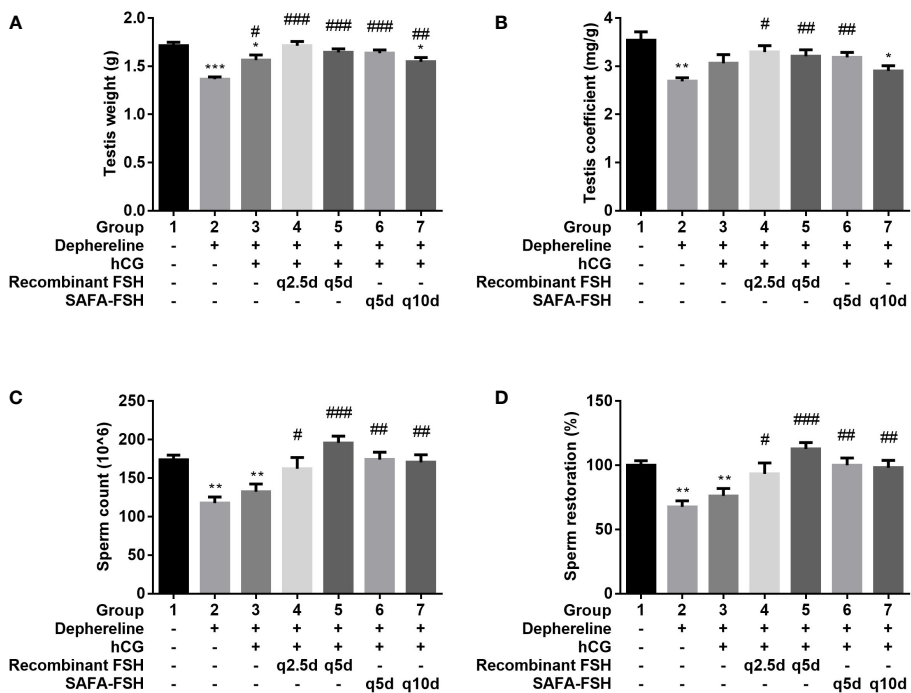 A
Testis weight (g)
2.0
1.5
1.0
0.5
0.0
***
#
*
###
###
###
##
*
Group 1 2 3 4 5 6 7
Dephereline - + + + + + +
hCG - - + + + + +
Recombinant FSH - - - q2.5d q5d - -
SAFA-FSH - - - - - q5d q10d
B
Testis coefficient (mg/g)
4
3
2
1
0
**
#
##
##
*
Group 1 2 3 4 5 6 7
Dephereline - + + + + + +
hCG - - + + + + +
Recombinant FSH - - - q2.5d q5d - -
SAFA-FSH - - - - - q5d q10d
C
Sperm count (10^6)
250
200
150
100
50
0
**
**
#
###
##
##
Group 1 2 3 4 5 6 7
Dephereline - + + + + + +
hCG - - + + + + +
Recombinant FSH - - - q2.5d q5d - -
SAFA-FSH - - - - - q5d q10d
D
Sperm restoration (%)
150
100
50
0
**
**
#
###
##
##
Group 1 2 3 4 5 6 7
Dephereline - + + + + + +
hCG - - + + + + +
Recombinant FSH - - - q2.5d q5d - -
SAFA-FSH - - - - - q5d q10d